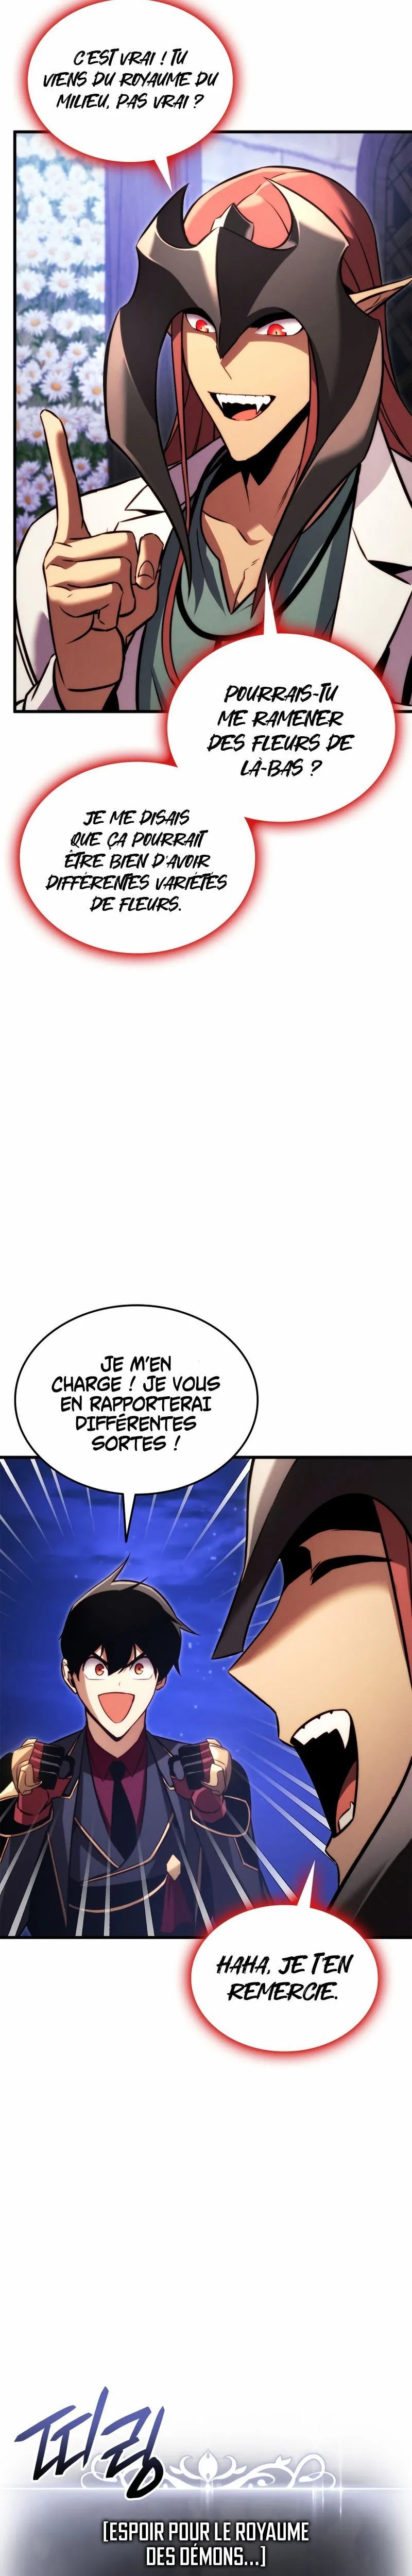 C'EST VRAI ! TU
VIENS DU ROYAUME DU
MILIEU, PAS VRAI ?
POURRAIS-TU
ME RAMENER
DES FLEURS DE
LÀ-BAS ?
JE ME DISAIS
QUE ÇA POURRAIT
ÊTRE BIEN D'AVOIR
DIFFÉRENTES VARIÉTÉS
DE FLEURS.
JE M'EN
CHARGE ! JE VOUS
EN RAPPORTERAI
DIFFÉRENTES
SORTES !
HAHA, JE T'EN
REMERCIE.
띠링
[ESPOIR POUR LE ROYAUME
DES DÉMONS...]